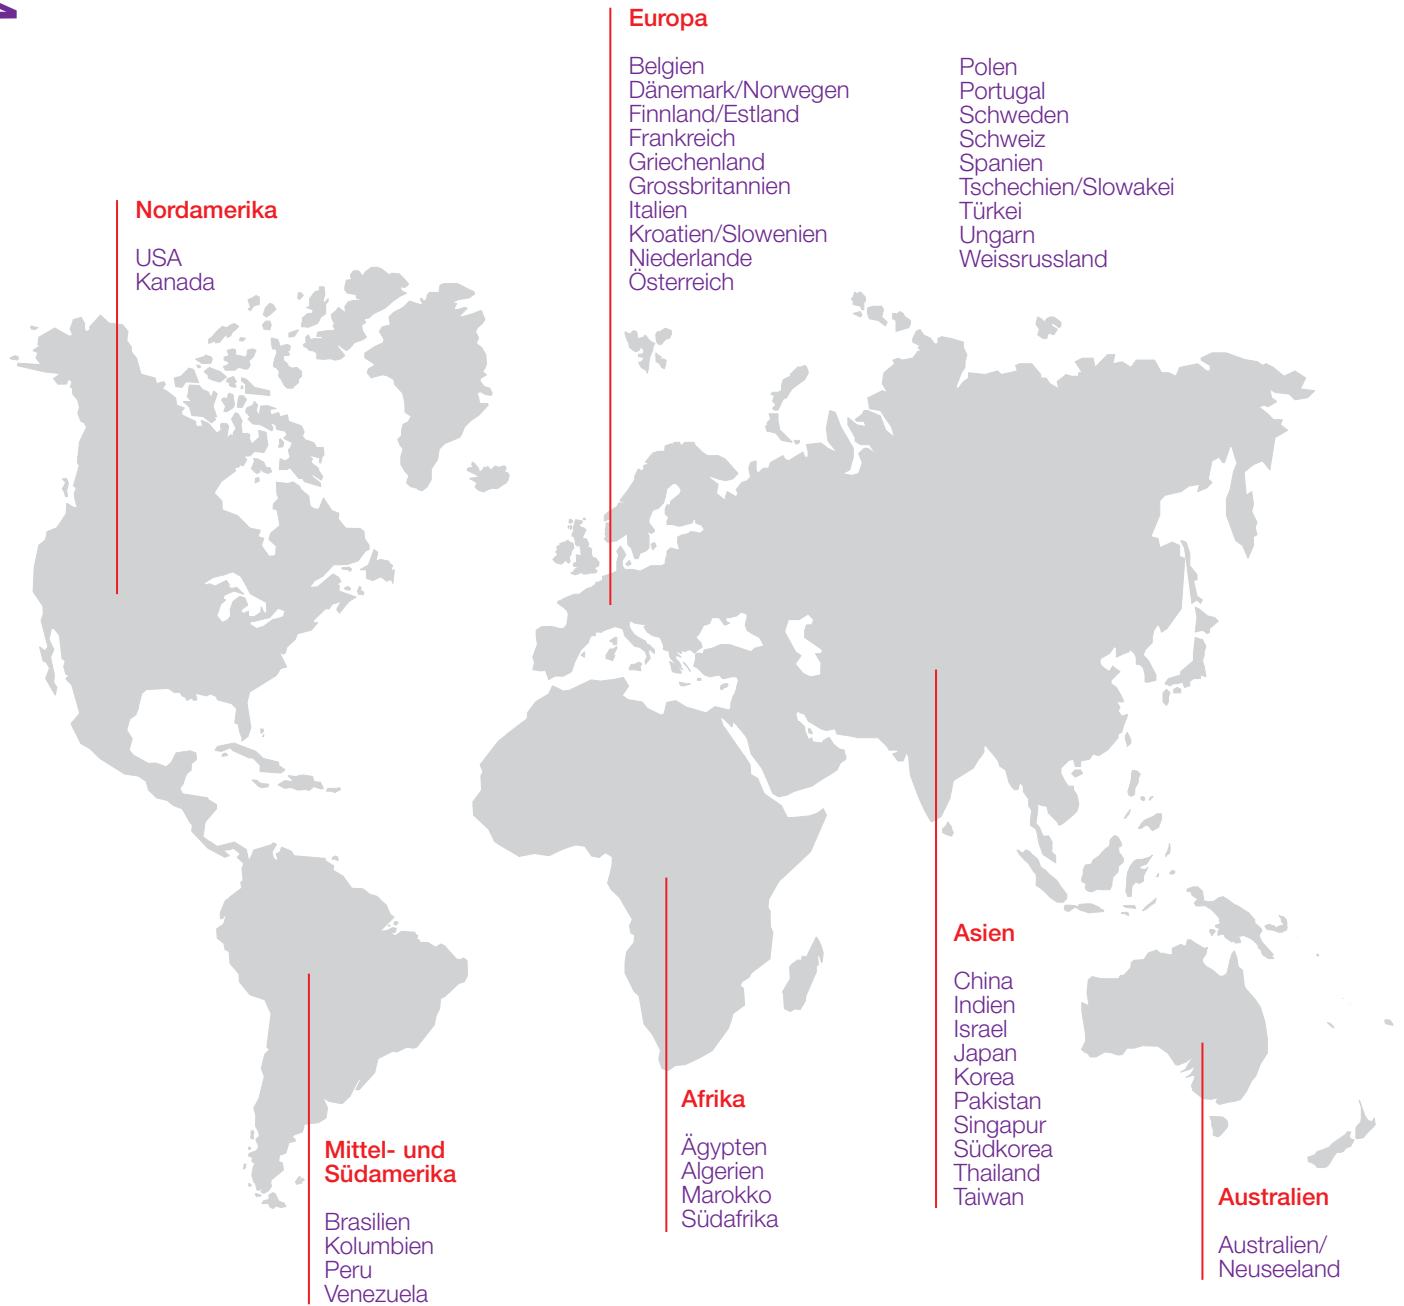 Europa
Belgien
Dänemark/Norwegen
Finnland/Estland
Frankreich
Griechenland
Grossbritannien
Italien
Kroatien/Slowenien
Niederlande
Österreich
Polen
Portugal
Schweden
Schweiz
Spanien
Tschechien/Slowakei
Türkei
Ungarn
Weissrussland
Nordamerika
USA
Kanada
Asien
China
Indien
Israel
Japan
Korea
Pakistan
Singapur
Südkorea
Thailand
Taiwan
Afrika
Ägypten
Algerien
Marokko
Südafrika
Mittel- und
Südamerika
Brasilien
Kolumbien
Peru
Venezuela
Australien
Australien/
Neuseeland